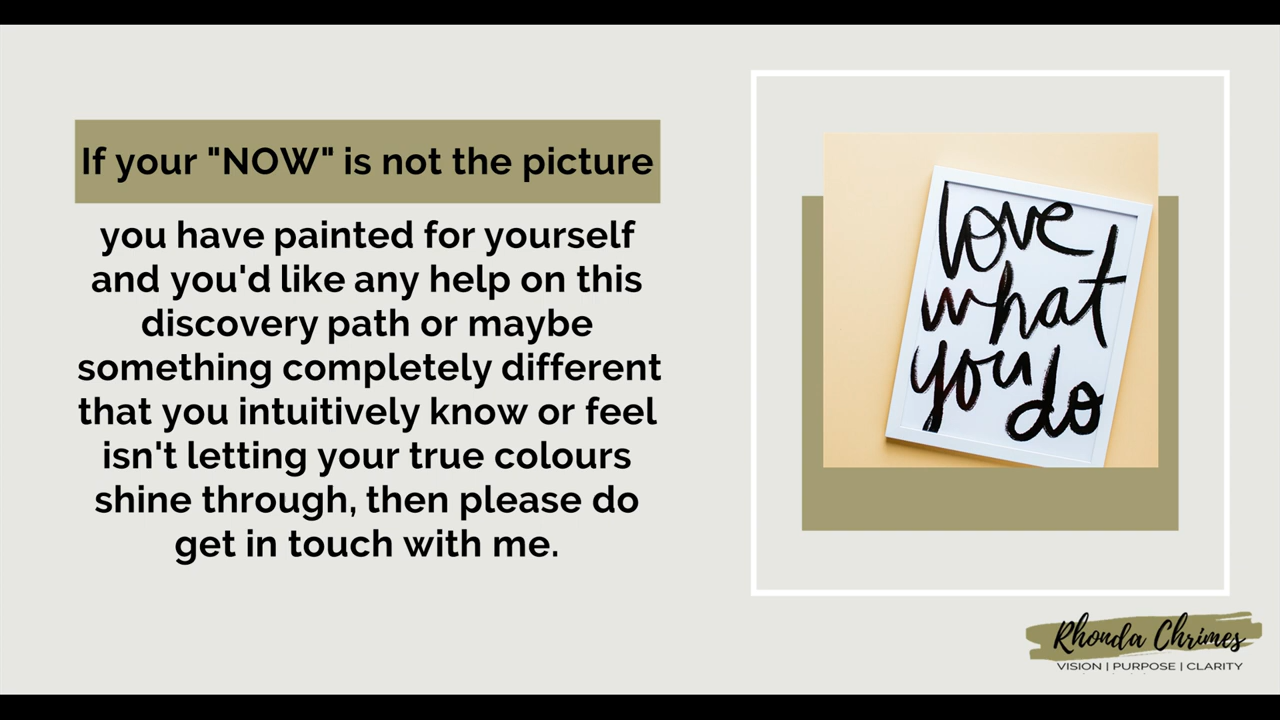 If your "NOW" is not the picture
you have painted for yourself
and you'd like any help on this
discovery path or maybe
something completely different
that you intuitively know or feel
isn't letting your true colours
shine through, then please do
get in touch with me.
love
what
you
do
Rhonda Chrimes
VISION | PURPOSE | CLARITY